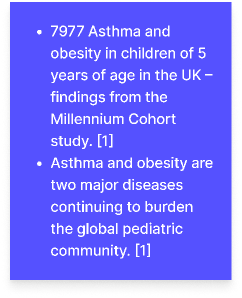 • 7977 Asthma and
obesity in children of 5
years of age in the UK –
findings from the
Millennium Cohort
study. [1]
• Asthma and obesity are
two major diseases
continuing to burden
the global pediatric
community. [1]